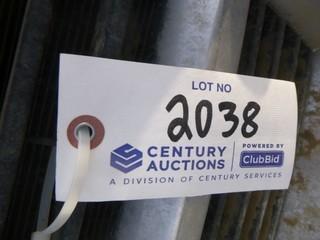 LOT NO
2038
CENTURY AUCTIONS
POWERED BY
ClubBid
A DIVISION OF CENTURY SERVICES